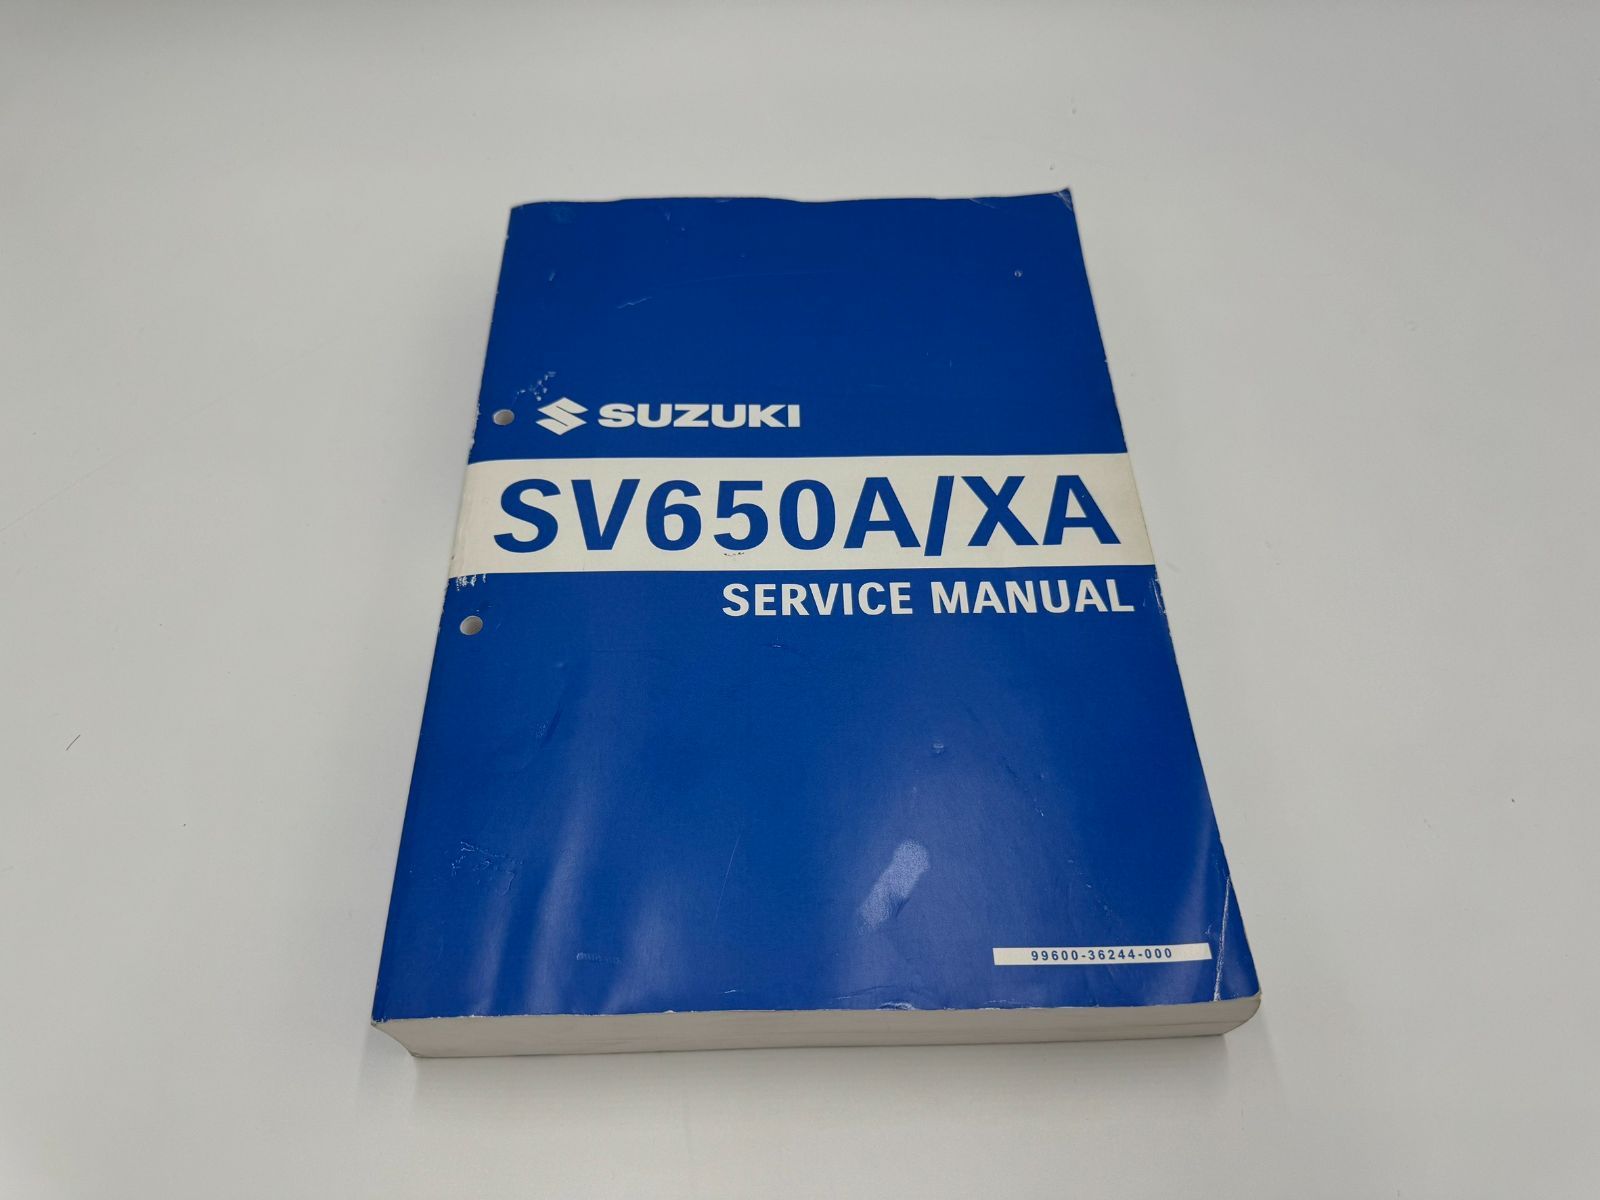 SUZUKI
SV650A/XA
SERVICE MANUAL
99600-36244-000